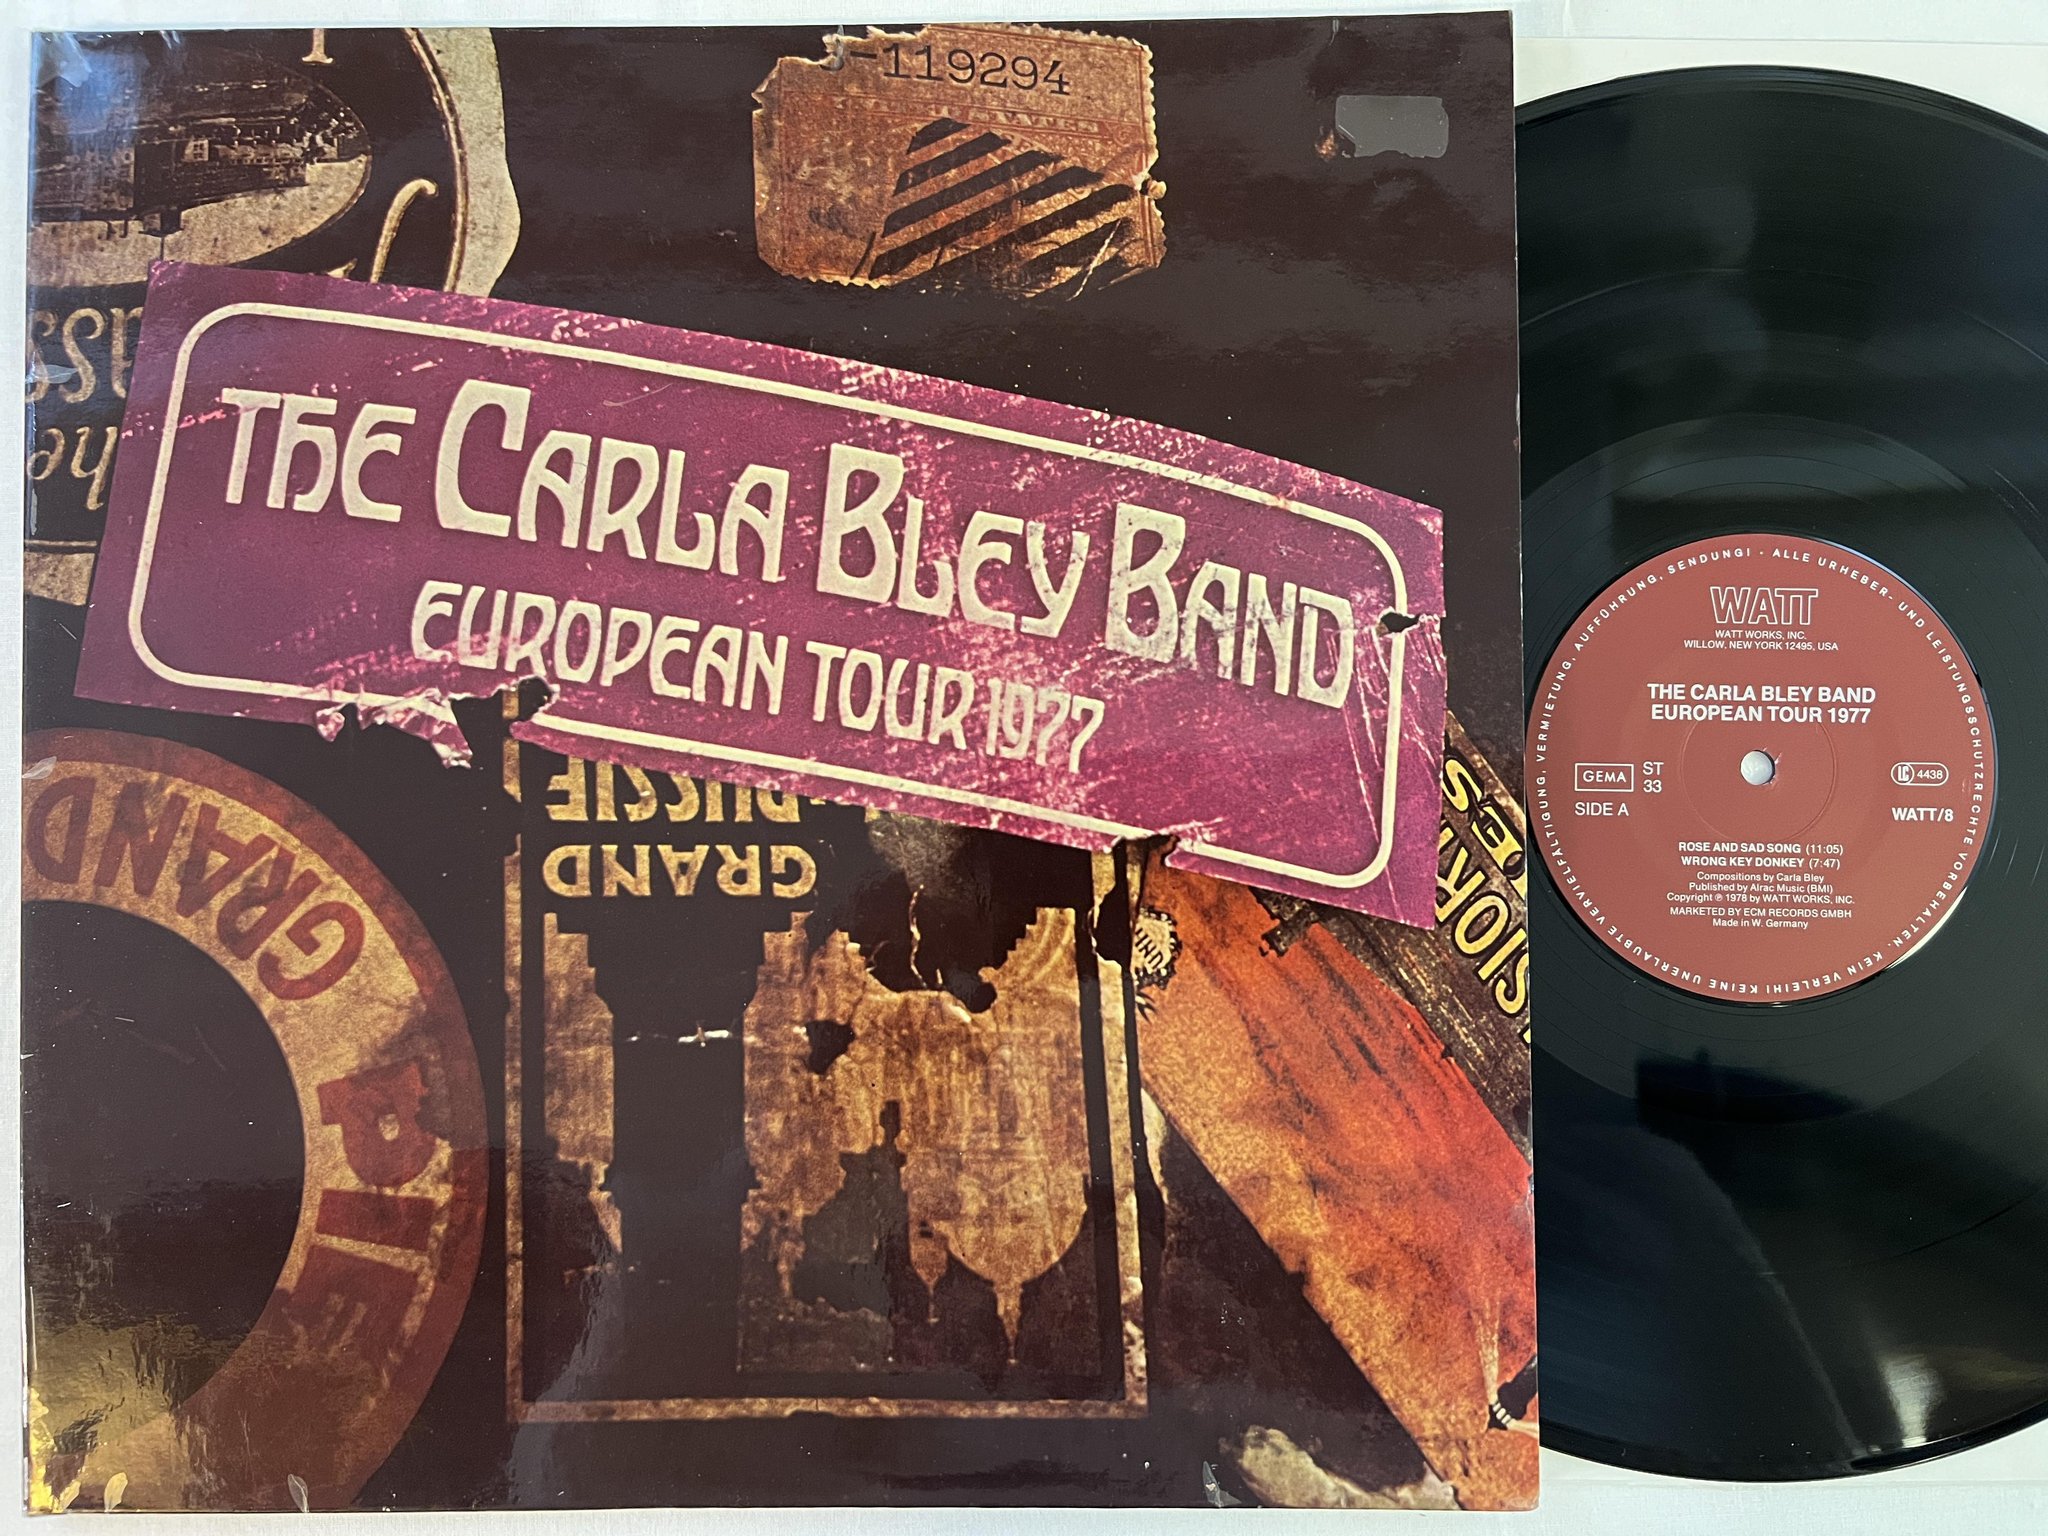 -119294
THE CARLA BLEY BAND
EUROPEAN TOUR 1977
GRAND
RUSSIE
GRAND
PIE
WATT
WATT WORKS, INC.
WILLOW, NEW YORK 12495, USA
THE CARLA BLEY BAND
EUROPEAN TOUR 1977
GEMA
ST
33
SIDE A
LC 4438
WATT/8
ROSE AND SAD SONG (11:05)
WRONG KEY DONKEY (7:47)
Compositions by Carla Bley
Published by Alrac Music (BMI)
Copyright ℗ 1978 by WATT WORKS, INC.
MARKETED BY ECM RECORDS GMBH
Made in W. Germany
ALLE URHEBER- UND LEISTUNGSSCHUTZRECHTE VORBEHALTEN. KEIN VERLEIH! KEINE UNERLAUBTE VERVIELFÄLTIGUNG, VERMIETUNG, AUFFÜHRUNG, SENDUNG! -